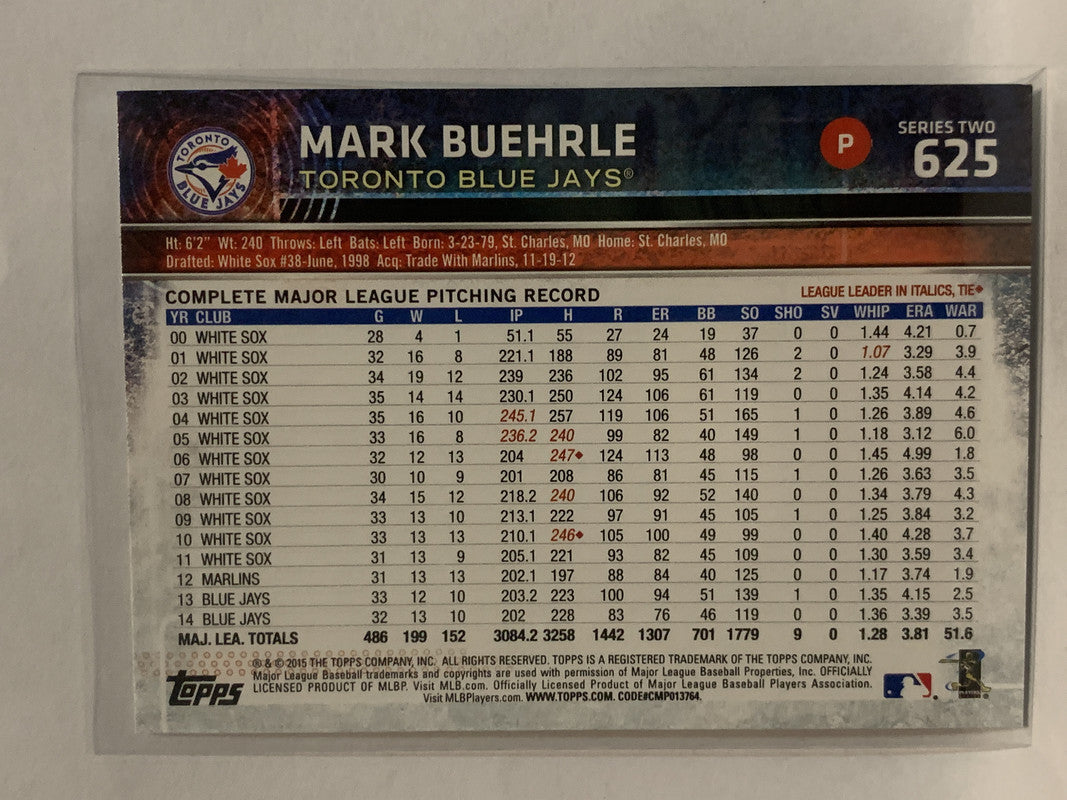 TORONTO
BLUE JAYS
MARK BUEHRLE
TORONTO BLUE JAYS®
P
SERIES TWO
625
Ht: 6'2" Wt: 240 Throws: Left Bats: Left Born: 3-23-79, St. Charles, MO Home: St. Charles, MO
Drafted: White Sox #38-June, 1998 Acq: Trade With Marlins, 11-19-12
COMPLETE MAJOR LEAGUE PITCHING RECORD LEAGUE LEADER IN ITALICS, TIE♦
YR CLUB G W L IP H R ER BB SO SHO SV WHIP ERA WAR
00 WHITE SOX 28 4 1 51.1 55 27 24 19 37 0 0 1.44 4.21 0.7
01 WHITE SOX 32 16 8 221.1 188 89 81 48 126 2 0 1.07 3.29 3.9
02 WHITE SOX 34 19 12 239 236 102 95 61 134 2 0 1.24 3.58 4.4
03 WHITE SOX 35 14 14 230.1 250 124 106 61 119 0 0 1.35 4.14 4.2
04 WHITE SOX 35 16 10 245.1 257 119 106 51 165 1 0 1.26 3.89 4.6
05 WHITE SOX 33 16 8 236.2 240 99 82 40 149 1 0 1.18 3.12 6.0
06 WHITE SOX 32 12 13 204 247♦ 124 113 48 98 0 0 1.45 4.99 1.8
07 WHITE SOX 30 10 9 201 208 86 81 45 115 1 0 1.26 3.63 3.5
08 WHITE SOX 34 15 12 218.2 240 106 92 52 140 0 0 1.34 3.79 4.3
09 WHITE SOX 33 13 10 213.1 222 97 91 45 105 1 0 1.25 3.84 3.2
10 WHITE SOX 33 13 13 210.1 246♦ 105 100 49 99 0 0 1.40 4.28 3.7
11 WHITE SOX 31 13 9 205.1 221 93 82 45 109 0 0 1.30 3.59 3.4
12 MARLINS 31 13 13 202.1 197 88 84 40 125 0 0 1.17 3.74 1.9
13 BLUE JAYS 33 12 10 203.2 223 100 94 51 139 1 0 1.35 4.15 2.5
14 BLUE JAYS 32 13 10 202 228 83 76 46 119 0 0 1.36 3.39 3.5
MAJ. LEA. TOTALS 486 199 152 3084.2 3258 1442 1307 701 1779 9 0 1.28 3.81 51.6
® & © 2015 THE TOPPS COMPANY, INC. ALL RIGHTS RESERVED. TOPPS IS A REGISTERED TRADEMARK OF THE TOPPS COMPANY, INC.
Major League Baseball trademarks and copyrights are used with permission of Major League Baseball Properties, Inc. OFFICIALLY
LICENSED PRODUCT OF MLBP. Visit MLB.com. Officially Licensed Product of Major League Baseball Players Association.
Visit MLBPlayers.com. WWW.TOPPS.COM. CODE#CMP013764.
TOPPS